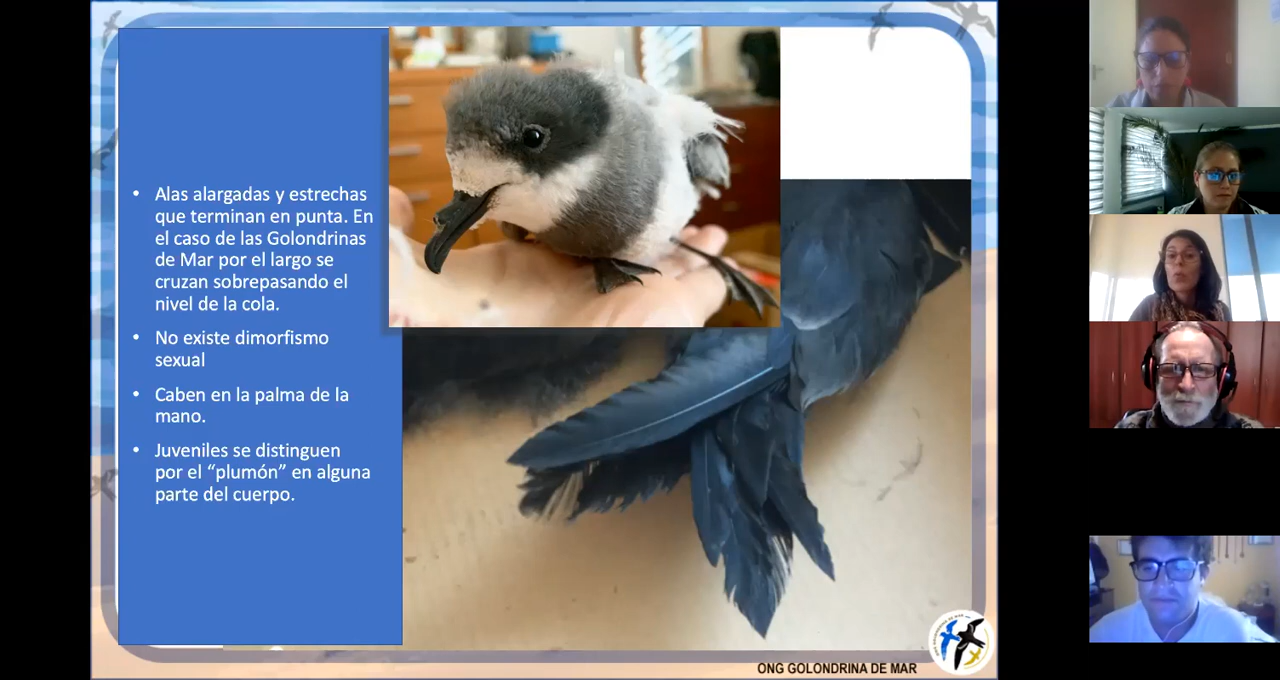 • Alas alargadas y estrechas
que terminan en punta. En
el caso de las Golondrinas
de Mar por el largo se
cruzan sobrepasando el
nivel de la cola.
• No existe dimorfismo
sexual
• Caben en la palma de la
mano.
• Juveniles se distinguen
por el “plumón” en alguna
parte del cuerpo.
ONG GOLONDRINA DE MAR